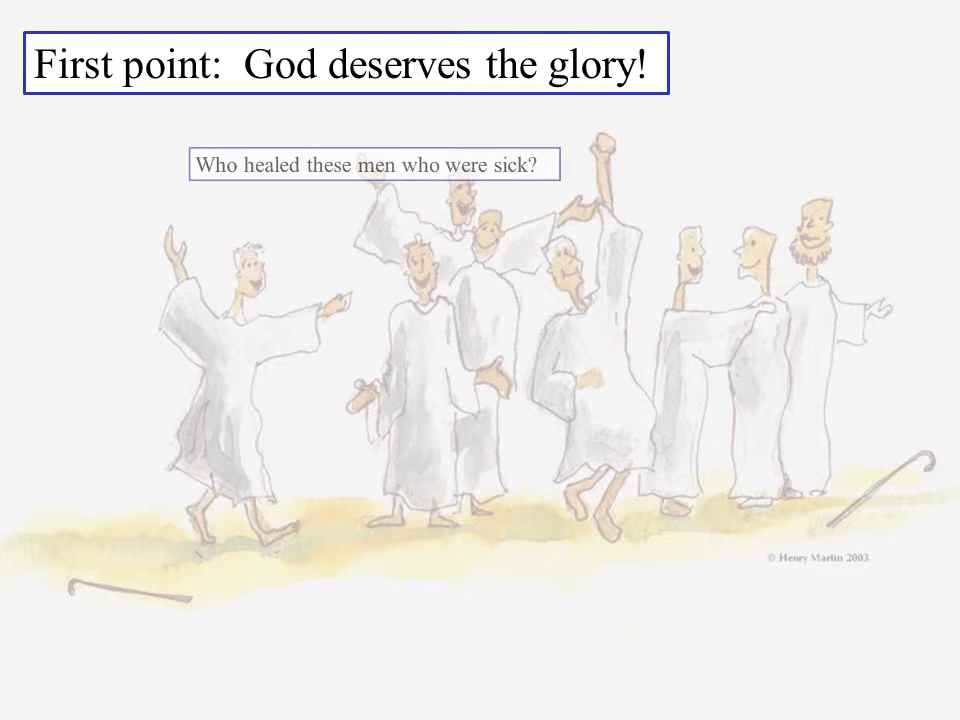 First point:  God deserves the glory!
Who healed these men who were sick?
© Henry Martin 2003